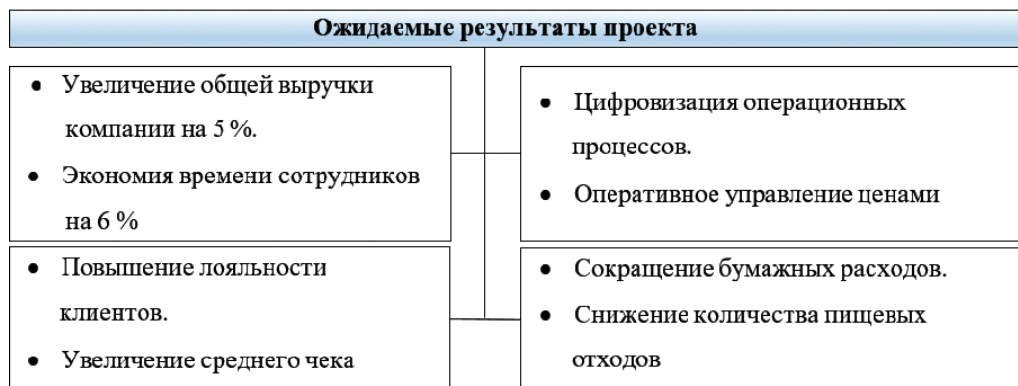 Ожидаемые результаты проекта
● Увеличение общей выручки
компании на 5 %.
● Экономия времени сотрудников
на 6 %
● Цифровизация операционных
процессов.
● Оперативное управление ценами
● Повышение лояльности
клиентов.
● Увеличение среднего чека
● Сокращение бумажных расходов.
● Снижение количества пищевых
отходов